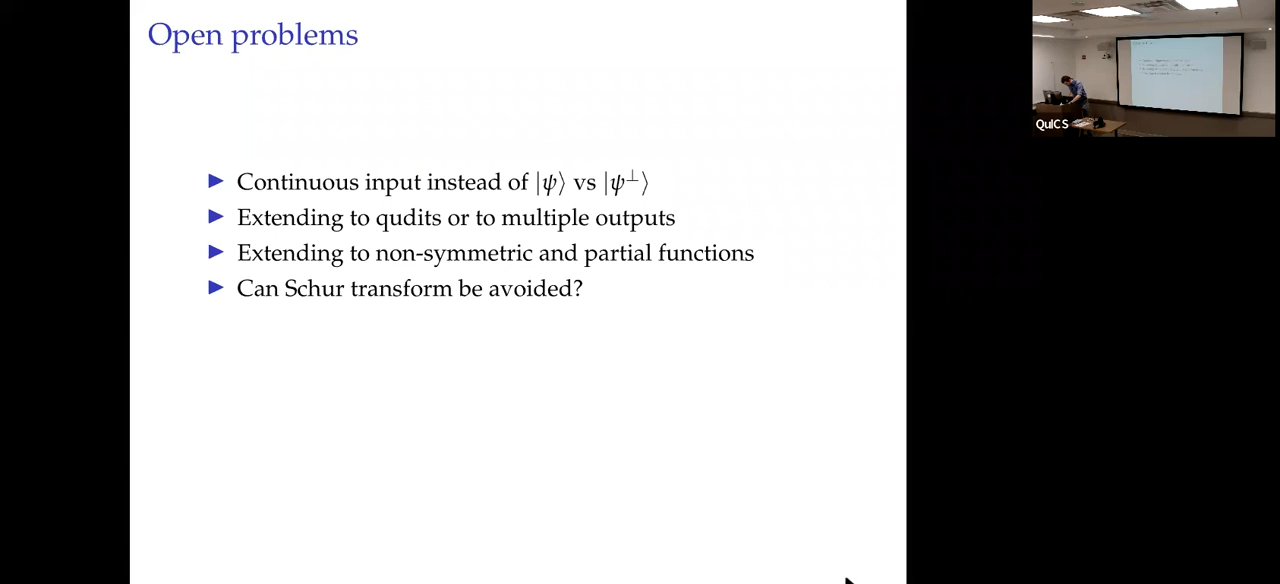 Open problems
▶ Continuous input instead of |ψ⟩ vs |ψ⊥⟩
▶ Extending to qudits or to multiple outputs
▶ Extending to non-symmetric and partial functions
▶ Can Schur transform be avoided?
QuICS